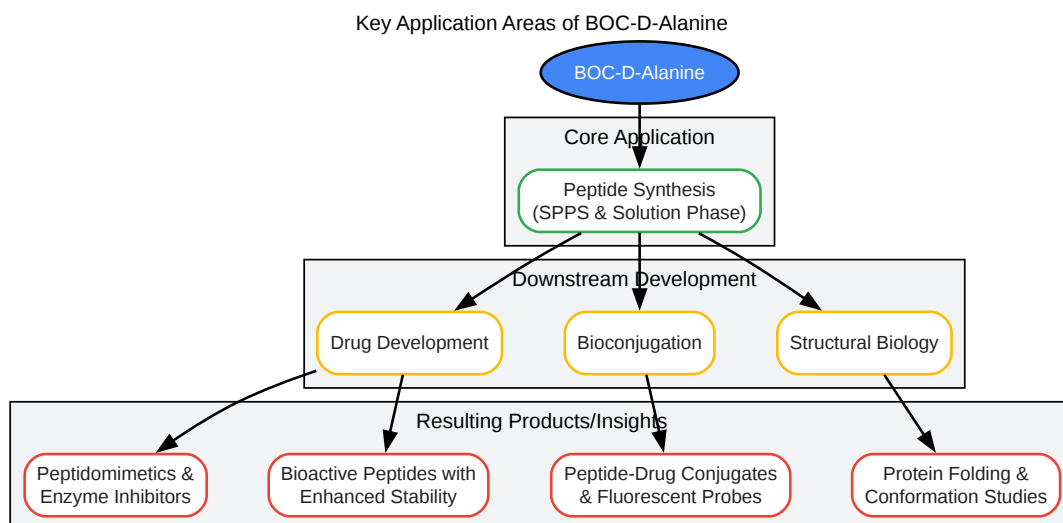 Key Application Areas of BOC-D-Alanine
BOC-D-Alanine
Core Application
Peptide Synthesis
(SPPS & Solution Phase)
Downstream Development
Drug Development
Bioconjugation
Structural Biology
Resulting Products/Insights
Peptidomimetics &
Enzyme Inhibitors
Bioactive Peptides with
Enhanced Stability
Peptide-Drug Conjugates
& Fluorescent Probes
Protein Folding &
Conformation Studies